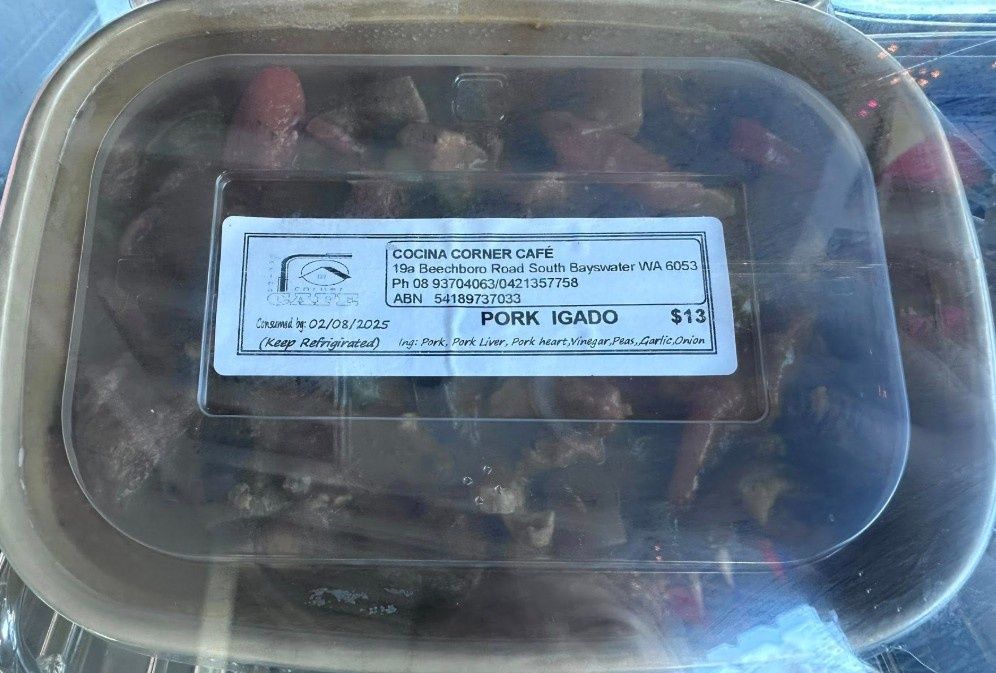 COCINA CORNER CAFÉ
19a Beechboro Road South Bayswater WA 6053
Ph 08 93704063/0421357758
ABN 54189737033
PORK IGADO $13
Consumed by: 02/08/2025
(Keep Refrigirated) Ing: Pork, Pork Liver, Pork heart,Vinegar,Peas,,Garlic,Onion